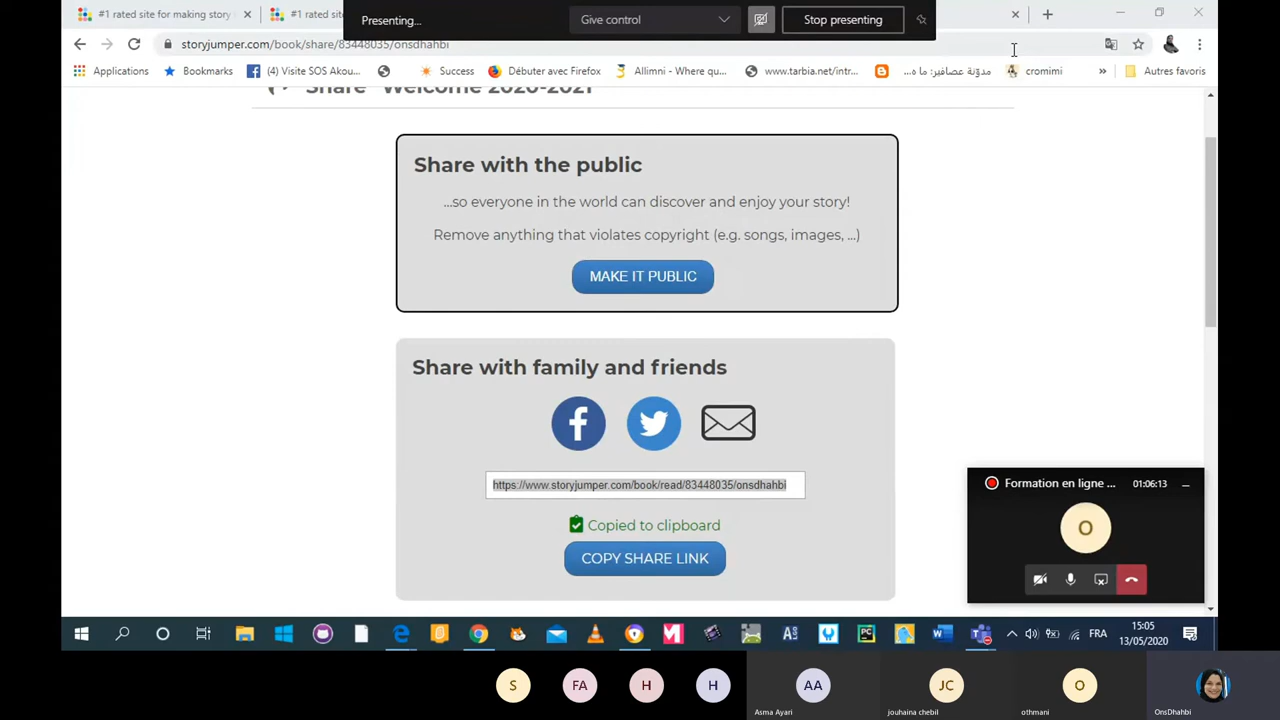 #1 rated site for making story
#1 rated sit
Presenting...
Give control
Stop presenting
storyjumper.com/book/share/83448035/onsdhahbi
Applications
Bookmarks
(4) Visite SOS Akou...
Success
Débuter avec Firefox
Allimni - Where qu...
www.tarbia.net/intr...
مدوّنة عصافير: ما ه...
cromimi
»
Autres favoris
Share "Welcome 2020-2021"
Share with the public
...so everyone in the world can discover and enjoy your story!
Remove anything that violates copyright (e.g. songs, images, ...)
MAKE IT PUBLIC
Share with family and friends
https://www.storyjumper.com/book/read/83448035/onsdhahbi
Copied to clipboard
COPY SHARE LINK
Formation en ligne ...
01:06:13
O
FRA
15:05
13/05/2020
S
FA
H
H
AA
Asma Ayari
JC
jouhaina chebil
O
othmani
OnsDhahbi